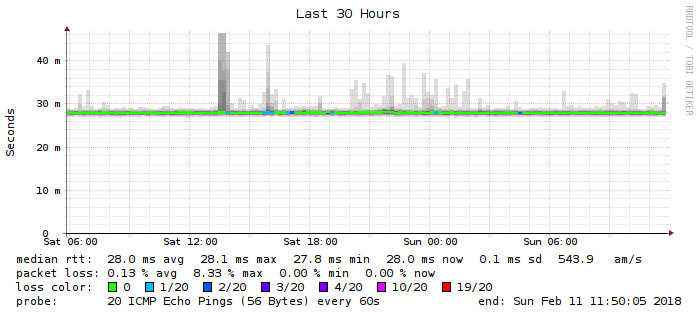 Last 30 Hours
RRDTOOL / TOBI OETIKER
Seconds
40 m
30 m
20 m
10 m
0
Sat 06:00 Sat 12:00 Sat 18:00 Sun 00:00 Sun 06:00
median rtt: 28.0 ms avg 28.1 ms max 27.8 ms min 28.0 ms now 0.1 ms sd 543.9 am/s
packet loss: 0.13 % avg 8.33 % max 0.00 % min 0.00 % now
loss color: 0 1/20 2/20 3/20 4/20 10/20 19/20
probe: 20 ICMP Echo Pings (56 Bytes) every 60s end: Sun Feb 11 11:50:05 2018